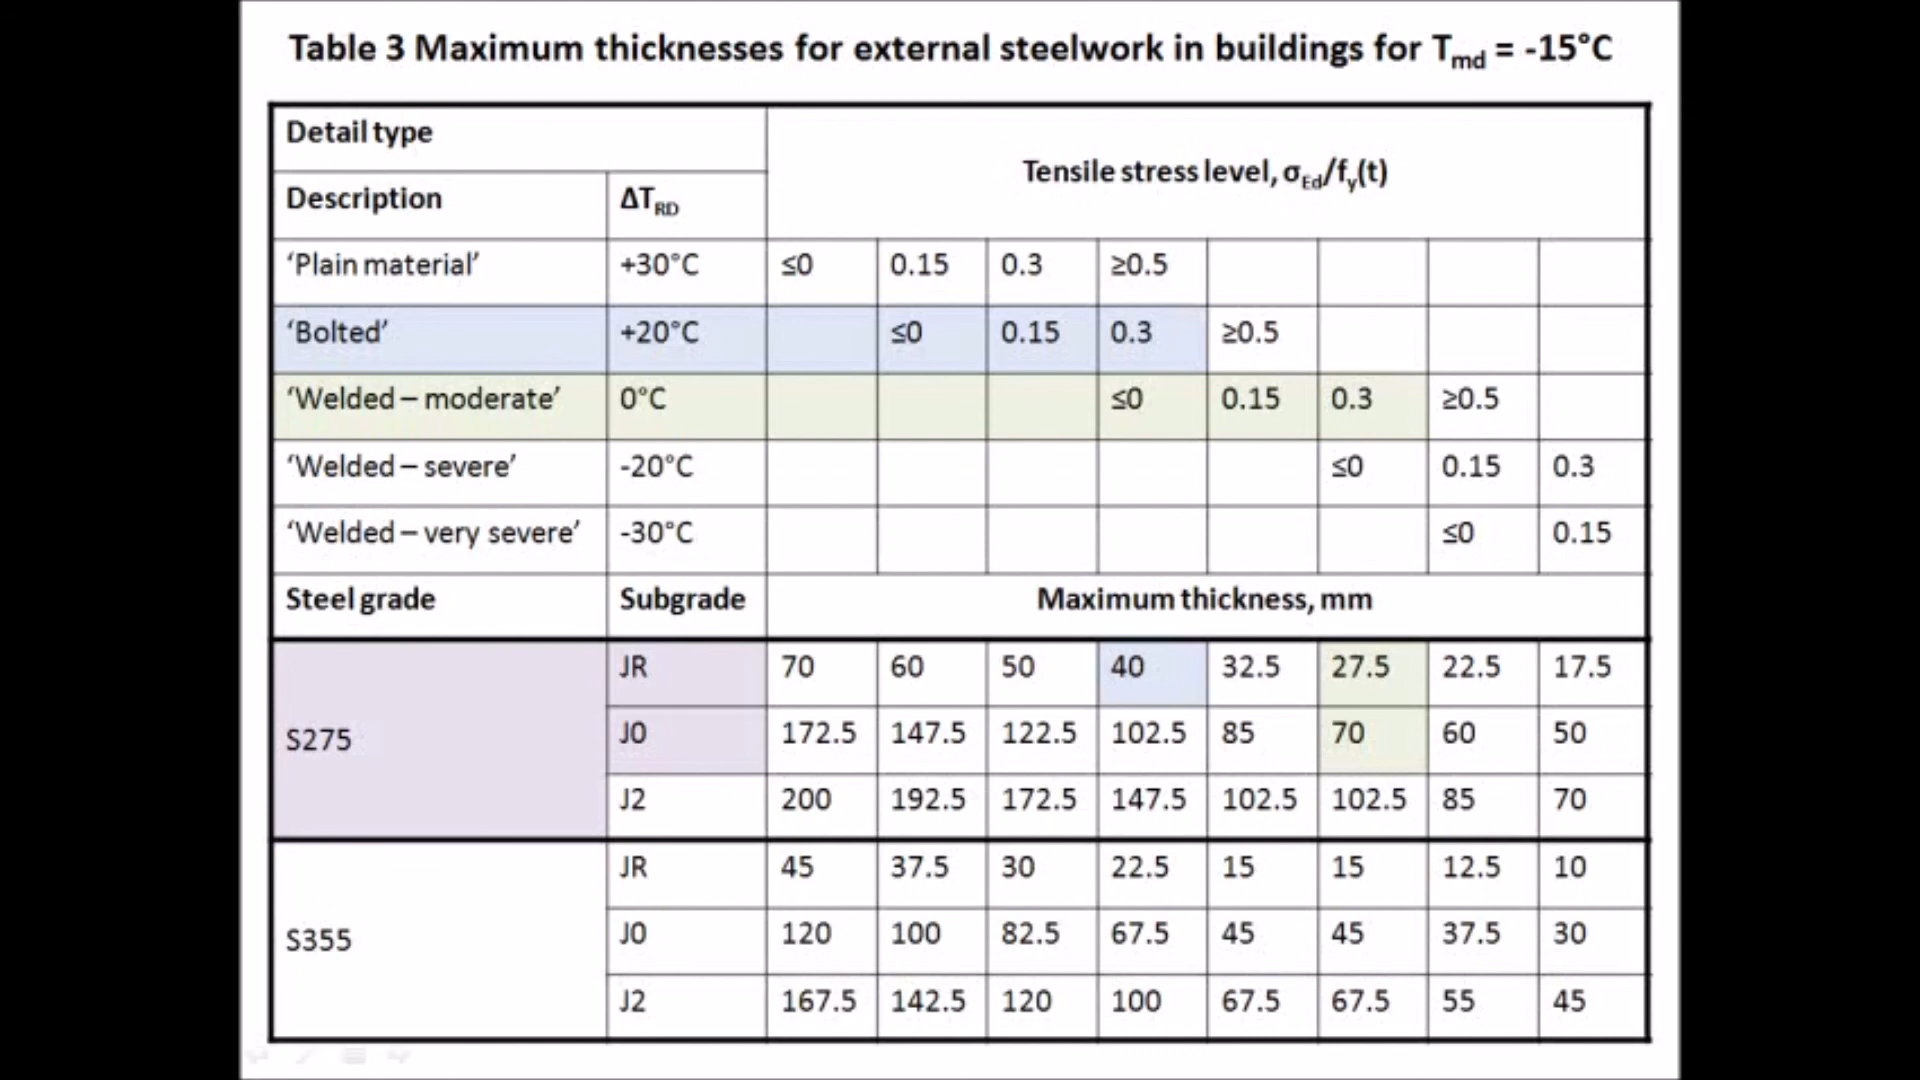 Table 3 Maximum thicknesses for external steelwork in buildings for Tmd = -15°C
Detail type
Tensile stress level, σEd/fy(t)
Description ΔTRD
‘Plain material’ +30°C ≤0 0.15 0.3 ≥0.5
‘Bolted’ +20°C ≤0 0.15 0.3 ≥0.5
‘Welded – moderate’ 0°C ≤0 0.15 0.3 ≥0.5
‘Welded – severe’ -20°C ≤0 0.15 0.3
‘Welded – very severe’ -30°C ≤0 0.15
Steel grade Subgrade Maximum thickness, mm
S275
JR 70 60 50 40 32.5 27.5 22.5 17.5
J0 172.5 147.5 122.5 102.5 85 70 60 50
J2 200 192.5 172.5 147.5 102.5 102.5 85 70
S355
JR 45 37.5 30 22.5 15 15 12.5 10
J0 120 100 82.5 67.5 45 45 37.5 30
J2 167.5 142.5 120 100 67.5 67.5 55 45